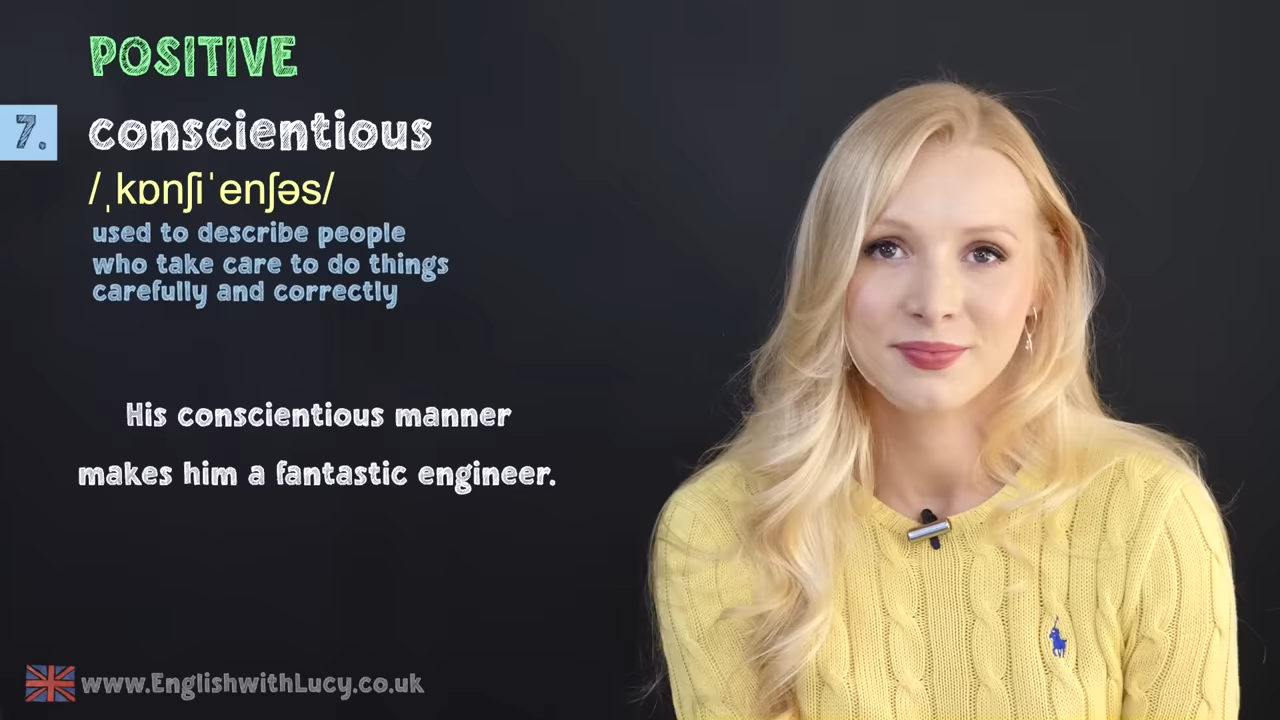 POSITIVE
7.
conscientious
/ˌkɒnʃiˈenʃəs/
used to describe people
who take care to do things
carefully and correctly
His conscientious manner
makes him a fantastic engineer.
www.EnglishwithLucy.co.uk